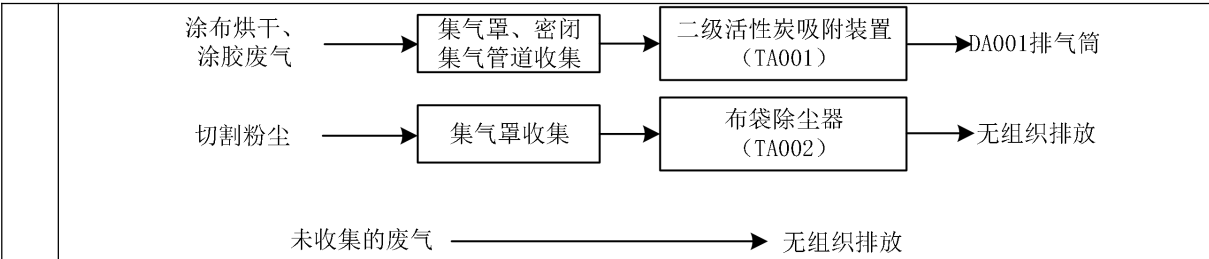 涂布烘干、
涂胶废气
集气罩、密闭
集气管道收集
二级活性炭吸附装置
（TA001）
DA001排气筒
切割粉尘
集气罩收集
布袋除尘器
（TA002）
无组织排放
未收集的废气
无组织排放